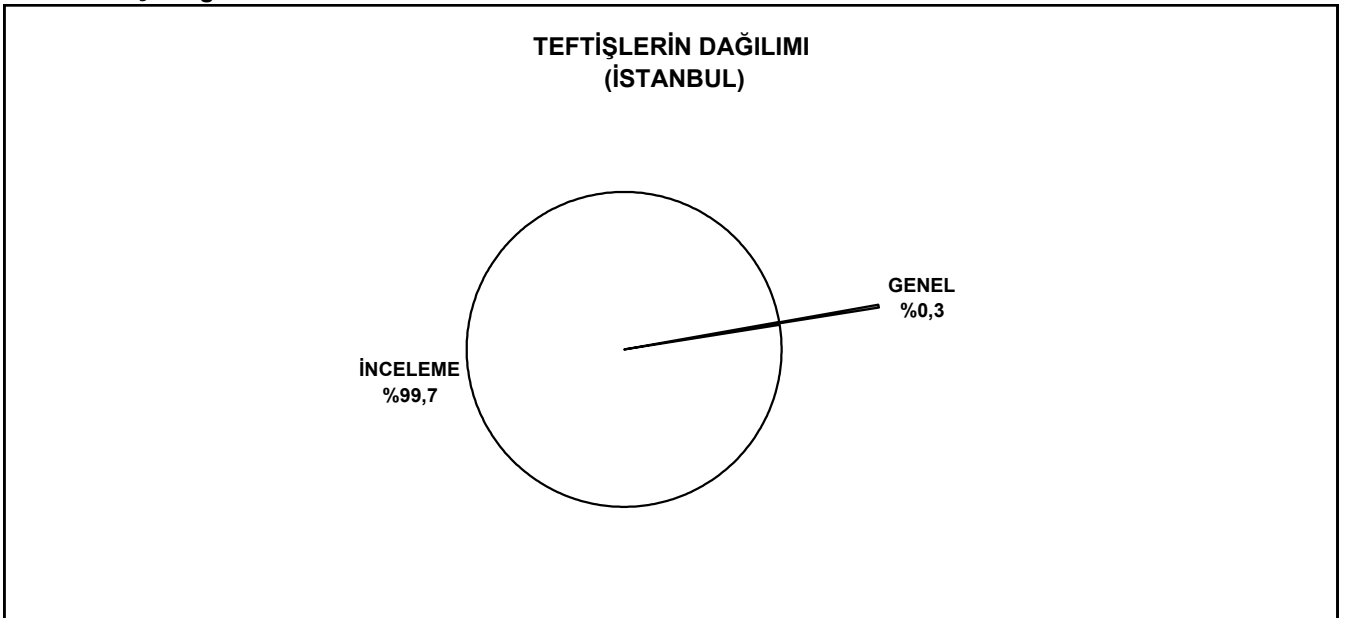 TEFTİŞLERİN DAĞILIMI
(İSTANBUL)
GENEL
%0,3
İNCELEME
%99,7